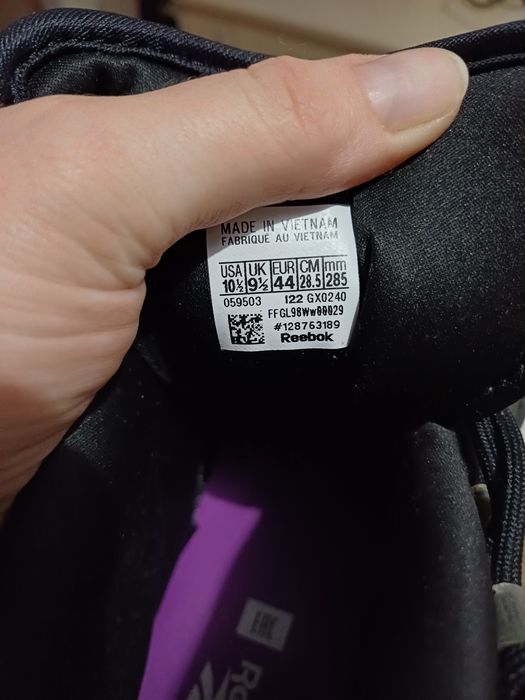 MADE IN VIETNAM
FABRIQUÉ AU VIETNAM
USA UK EUR CM mm
10½ 9½ 44 28.5 285
059503 I22 GX0240
FFGL98Ww00029
#128763189
Reebok
EAC